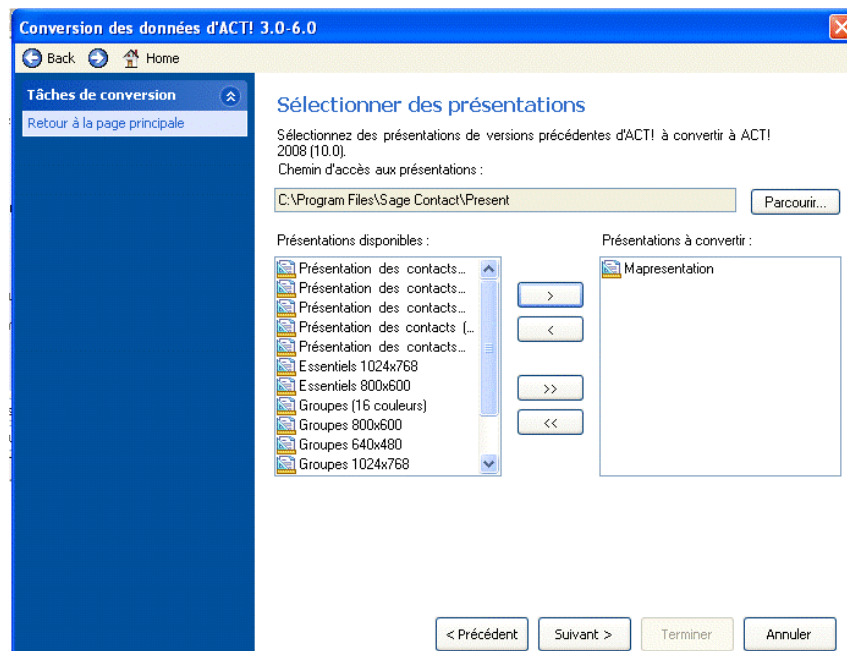 Conversion des données d'ACT! 3.0-6.0
Back Home
Tâches de conversion
Retour à la page principale
Sélectionner des présentations
Sélectionnez des présentations de versions précédentes d'ACT! à convertir à ACT!
2008 (10.0).
Chemin d'accès aux présentations :
C:\Program Files\Sage Contact\Present
Parcourir...
Présentations disponibles :
Présentation des contacts...
Présentation des contacts...
Présentation des contacts...
Présentation des contacts (...
Présentation des contacts...
Essentiels 1024x768
Essentiels 800x600
Groupes (16 couleurs)
Groupes 800x600
Groupes 640x480
Groupes 1024x768
>
<
>>
<<
Présentations à convertir :
Mapresentation
< Précédent
Suivant >
Terminer
Annuler